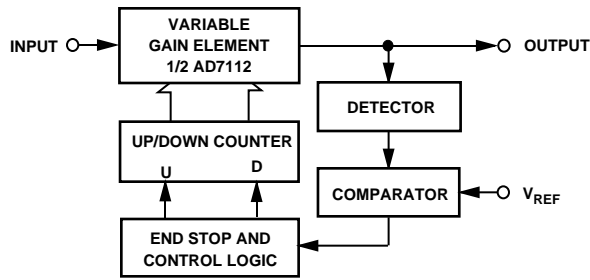 VARIABLE
GAIN ELEMENT
1/2 AD7112
INPUT
OUTPUT
DETECTOR
UP/DOWN COUNTER
U D
COMPARATOR
VREF
END STOP AND
CONTROL LOGIC